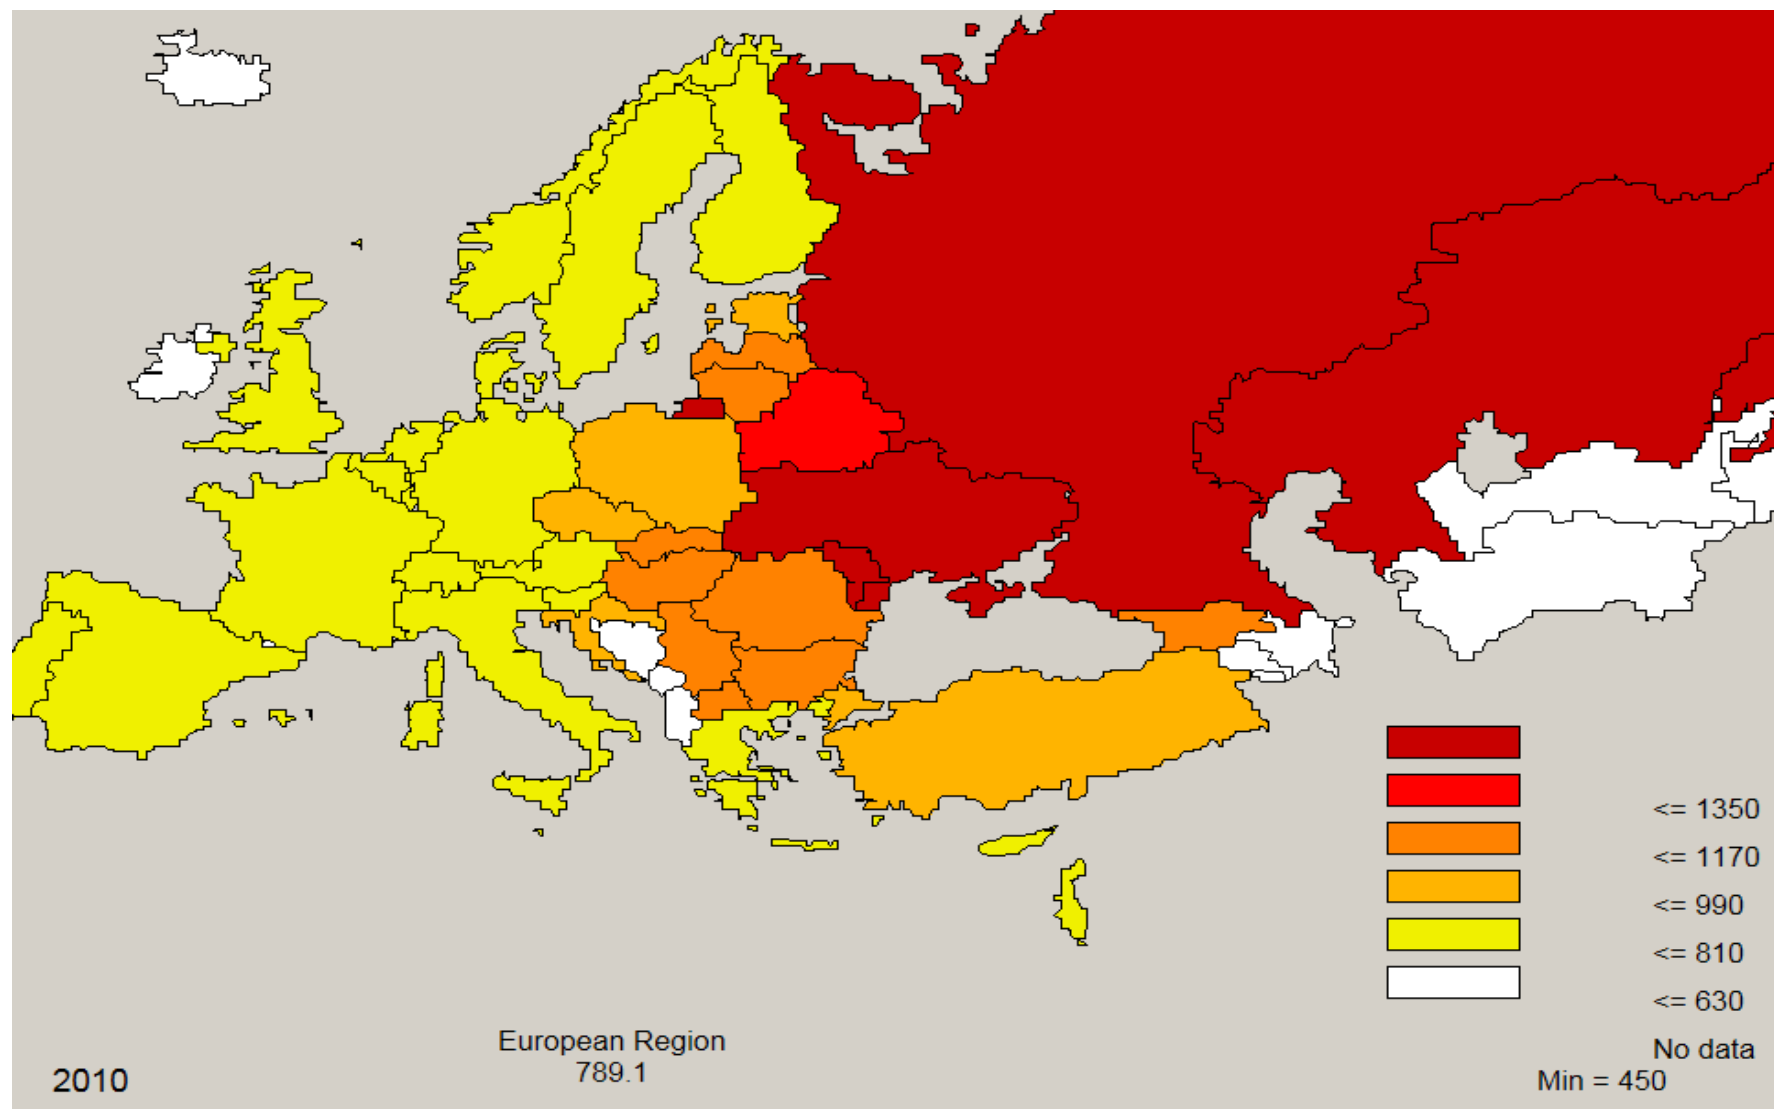 <= 1350
<= 1170
<= 990
<= 810
<= 630
No data
European Region
789.1
2010
Min = 450